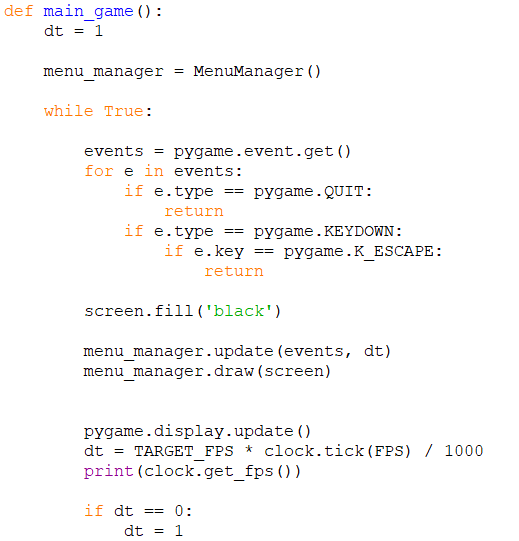 def main_game():
    dt = 1

    menu_manager = MenuManager()

    while True:

        events = pygame.event.get()
        for e in events:
            if e.type == pygame.QUIT:
                return
            if e.type == pygame.KEYDOWN:
                if e.key == pygame.K_ESCAPE:
                    return

        screen.fill('black')

        menu_manager.update(events, dt)
        menu_manager.draw(screen)


        pygame.display.update()
        dt = TARGET_FPS * clock.tick(FPS) / 1000
        print(clock.get_fps())

        if dt == 0:
            dt = 1